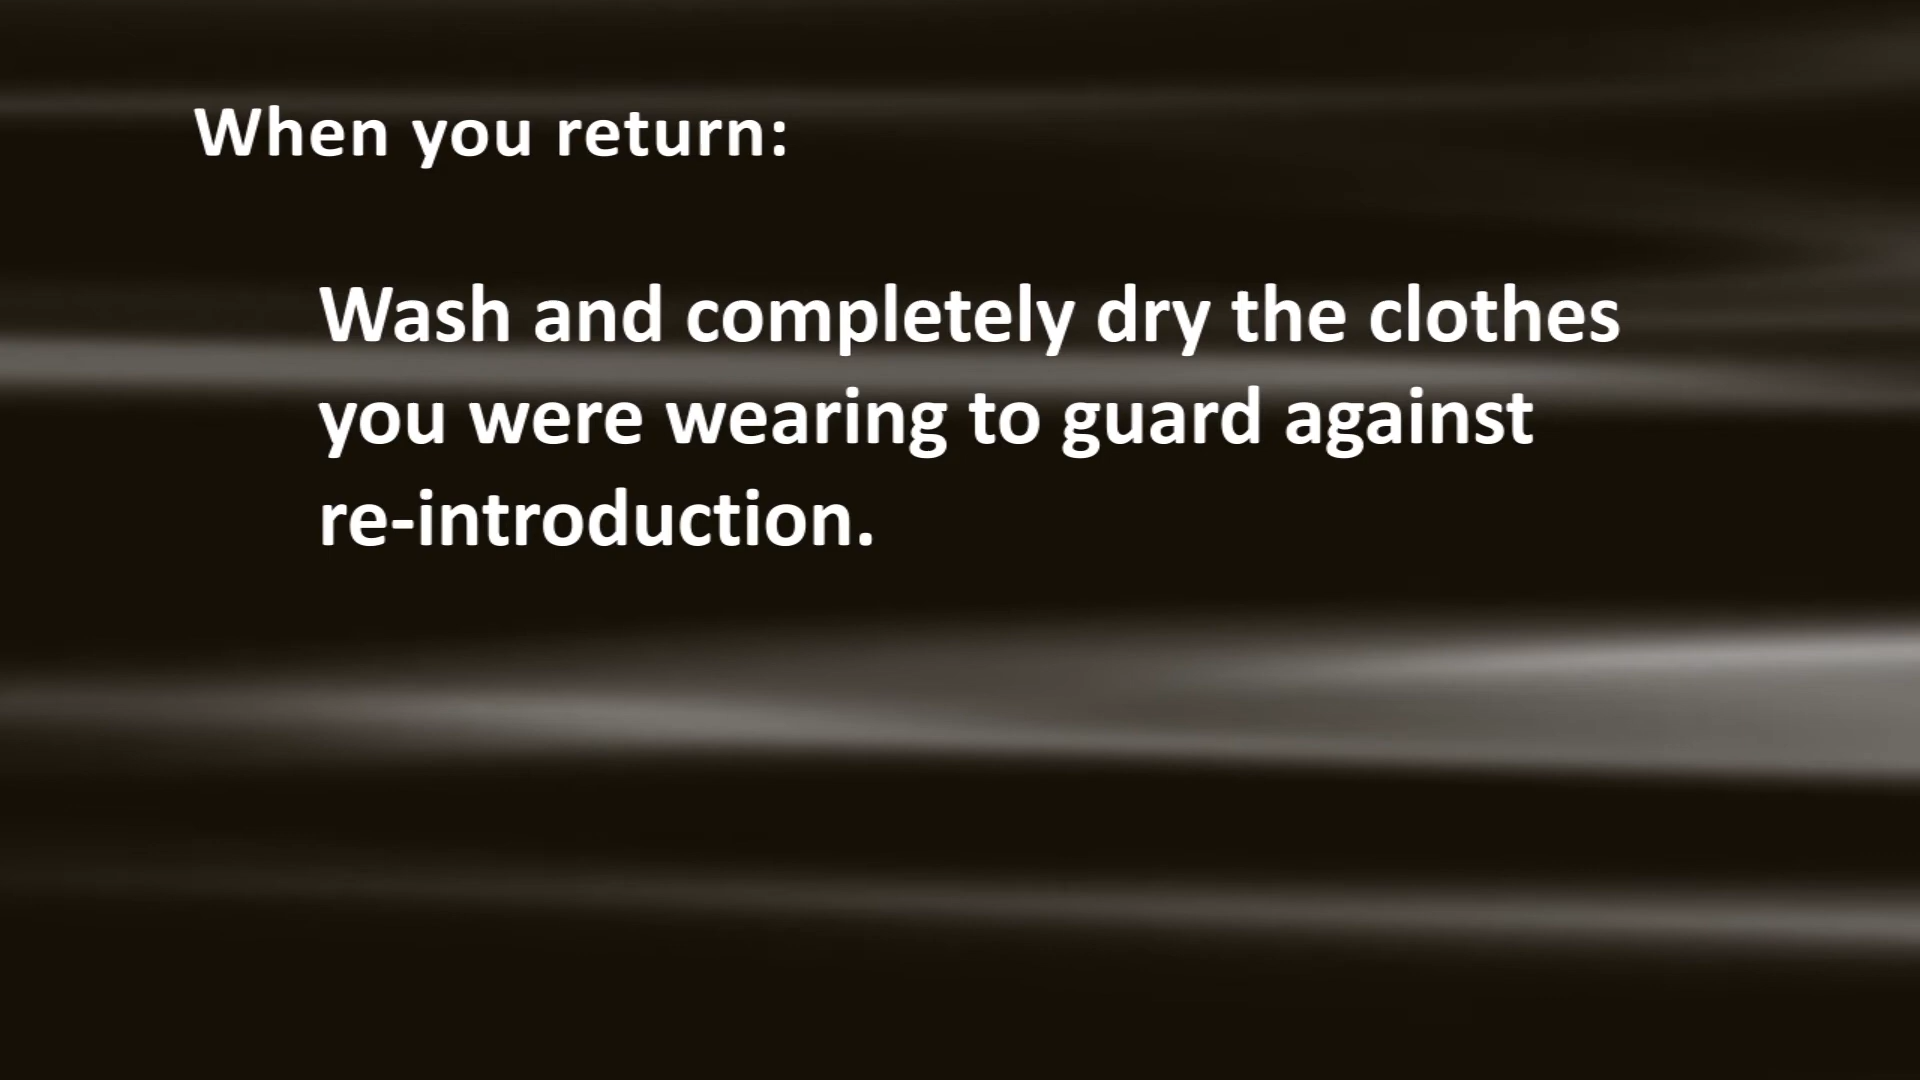 When you return:
Wash and completely dry the clothes
you were wearing to guard against
re-introduction.